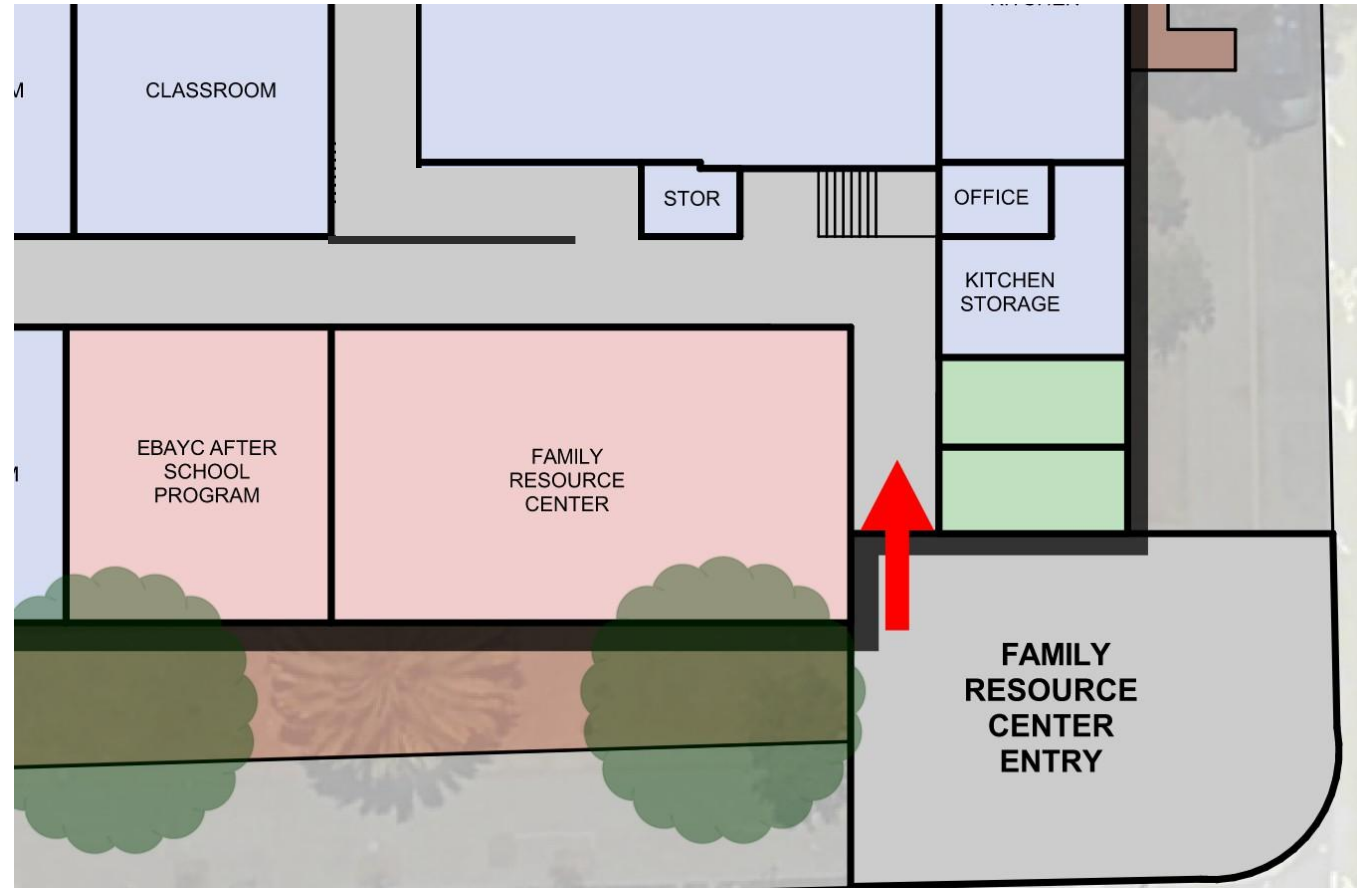 CLASSROOM
STOR
OFFICE
KITCHEN
STORAGE
EBAYC AFTER
SCHOOL
PROGRAM
FAMILY
RESOURCE
CENTER
FAMILY
RESOURCE
CENTER
ENTRY